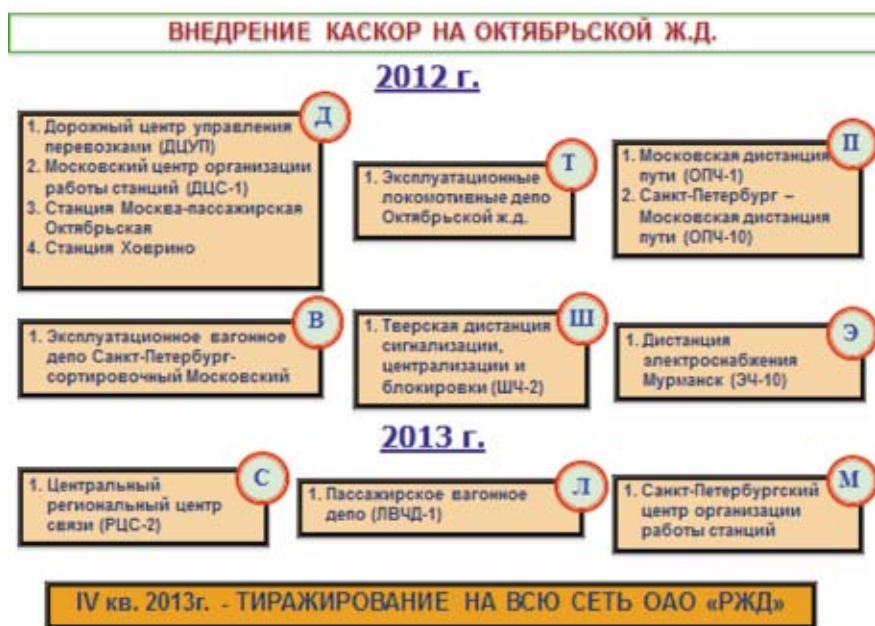 ВНЕДРЕНИЕ КАСКОР НА ОКТЯБРЬСКОЙ Ж.Д.
2012 г.
Д
1. Дорожный центр управления
перевозками (ДЦУП)
2. Московский центр организации
работы станций (ДЦС-1)
3. Станция Москва-пассажирская
Октябрьская
4. Станция Ховрино
Т
1. Эксплуатационные
локомотивные депо
Октябрьской ж.д.
П
1. Московская дистанция
пути (ОПЧ-1)
2. Санкт-Петербург –
Московская дистанция
пути (ОПЧ-10)
В
1. Эксплуатационное вагонное
депо Санкт-Петербург-
сортировочный Московский
Ш
1. Тверская дистанция
сигнализации,
централизации и
блокировки (ШЧ-2)
Э
1. Дистанция
электроснабжения
Мурманск (ЭЧ-10)
2013 г.
С
1. Центральный
региональный центр
связи (РЦС-2)
Л
1. Пассажирское вагонное
депо (ЛВЧД-1)
М
1. Санкт-Петербургский
центр организации
работы станций
IV кв. 2013г. - ТИРАЖИРОВАНИЕ НА ВСЮ СЕТЬ ОАО «РЖД»